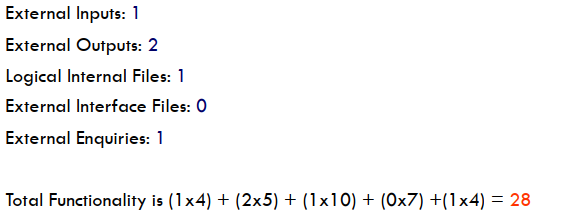 External Inputs: 1
External Outputs: 2
Logical Internal Files: 1
External Interface Files: 0
External Enquiries: 1
Total Functionality is (1x4) + (2x5) + (1x10) + (0x7) +(1x4) = 28